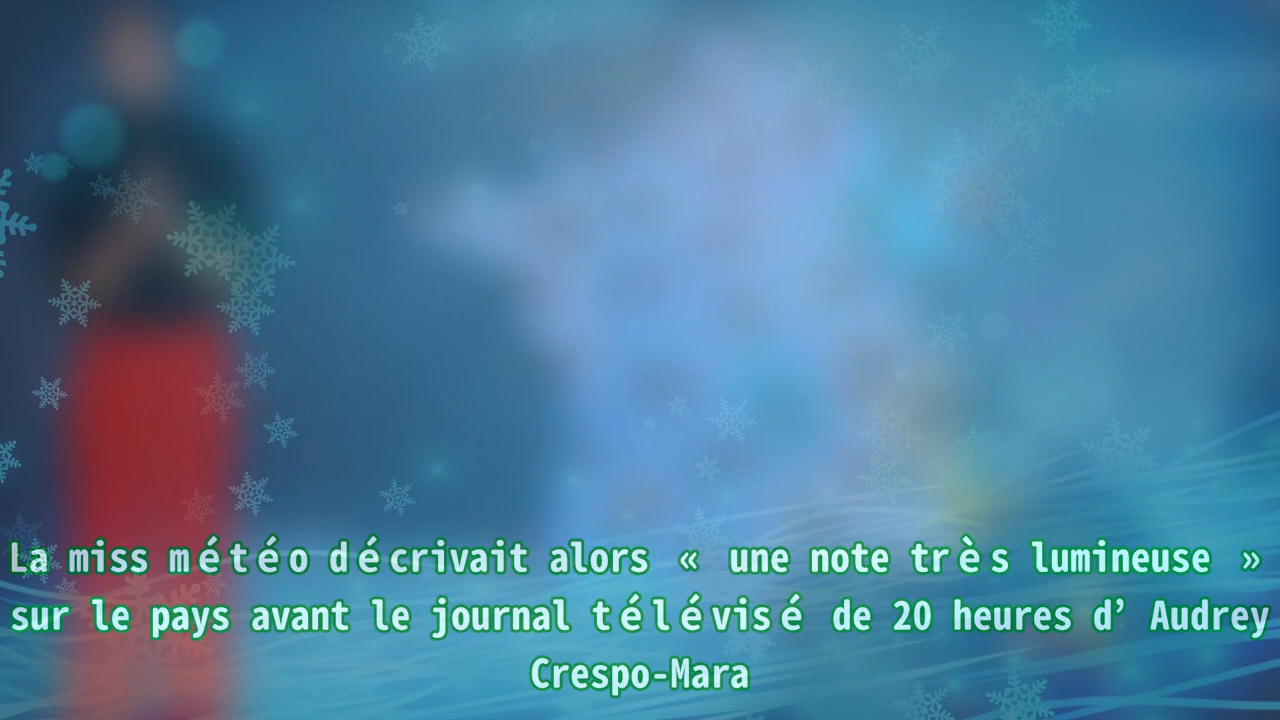 La miss météo décrivait alors « une note très lumineuse »
sur le pays avant le journal télévisé de 20 heures d’ Audrey
Crespo-Mara